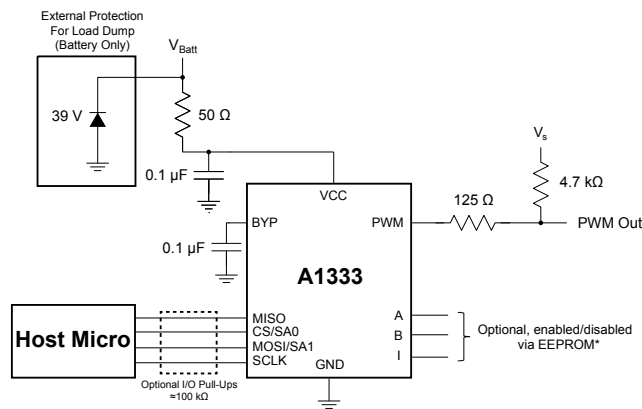 External Protection
For Load Dump
(Battery Only)
VBatt
39 V
50 Ω
Vs
0.1 µF
4.7 kΩ
125 Ω
VCC
BYP
PWM
PWM Out
0.1 µF
A1333
MISO
CS/SA0
MOSI/SA1
SCLK
Host Micro
A
B
I
Optional, enabled/disabled
via EEPROM*
GND
Optional I/O Pull-Ups
≈100 kΩ